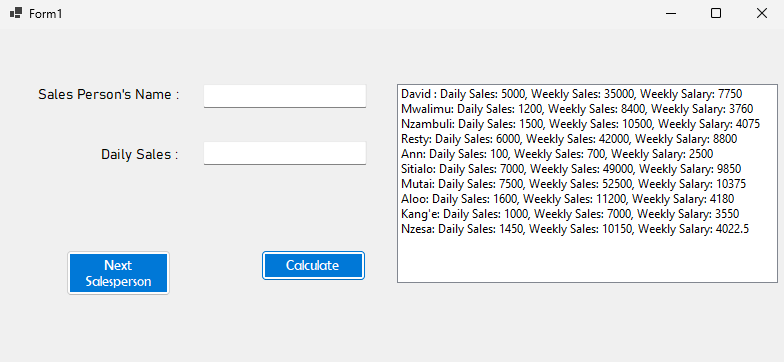 Form1
Sales Person's Name :
Daily Sales :
Next
Salesperson
Calculate
David : Daily Sales: 5000, Weekly Sales: 35000, Weekly Salary: 7750
Mwalimu: Daily Sales: 1200, Weekly Sales: 8400, Weekly Salary: 3760
Nzambuli: Daily Sales: 1500, Weekly Sales: 10500, Weekly Salary: 4075
Resty: Daily Sales: 6000, Weekly Sales: 42000, Weekly Salary: 8800
Ann: Daily Sales: 100, Weekly Sales: 700, Weekly Salary: 2500
Sitialo: Daily Sales: 7000, Weekly Sales: 49000, Weekly Salary: 9850
Mutai: Daily Sales: 7500, Weekly Sales: 52500, Weekly Salary: 10375
Aloo: Daily Sales: 1600, Weekly Sales: 11200, Weekly Salary: 4180
Kang'e: Daily Sales: 1000, Weekly Sales: 7000, Weekly Salary: 3550
Nzesa: Daily Sales: 1450, Weekly Sales: 10150, Weekly Salary: 4022.5